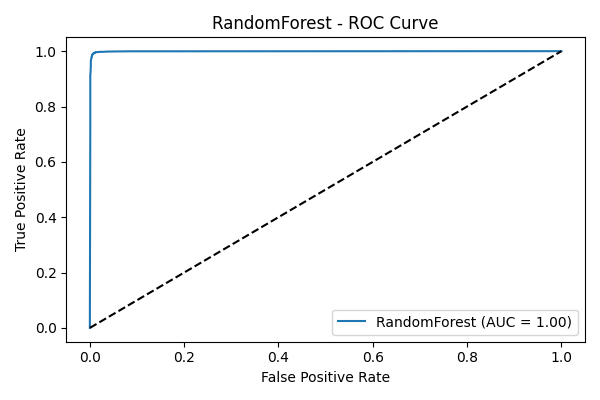 RandomForest - ROC Curve
True Positive Rate
1.0
0.8
0.6
0.4
0.2
0.0
RandomForest (AUC = 1.00)
0.0 0.2 0.4 0.6 0.8 1.0
False Positive Rate